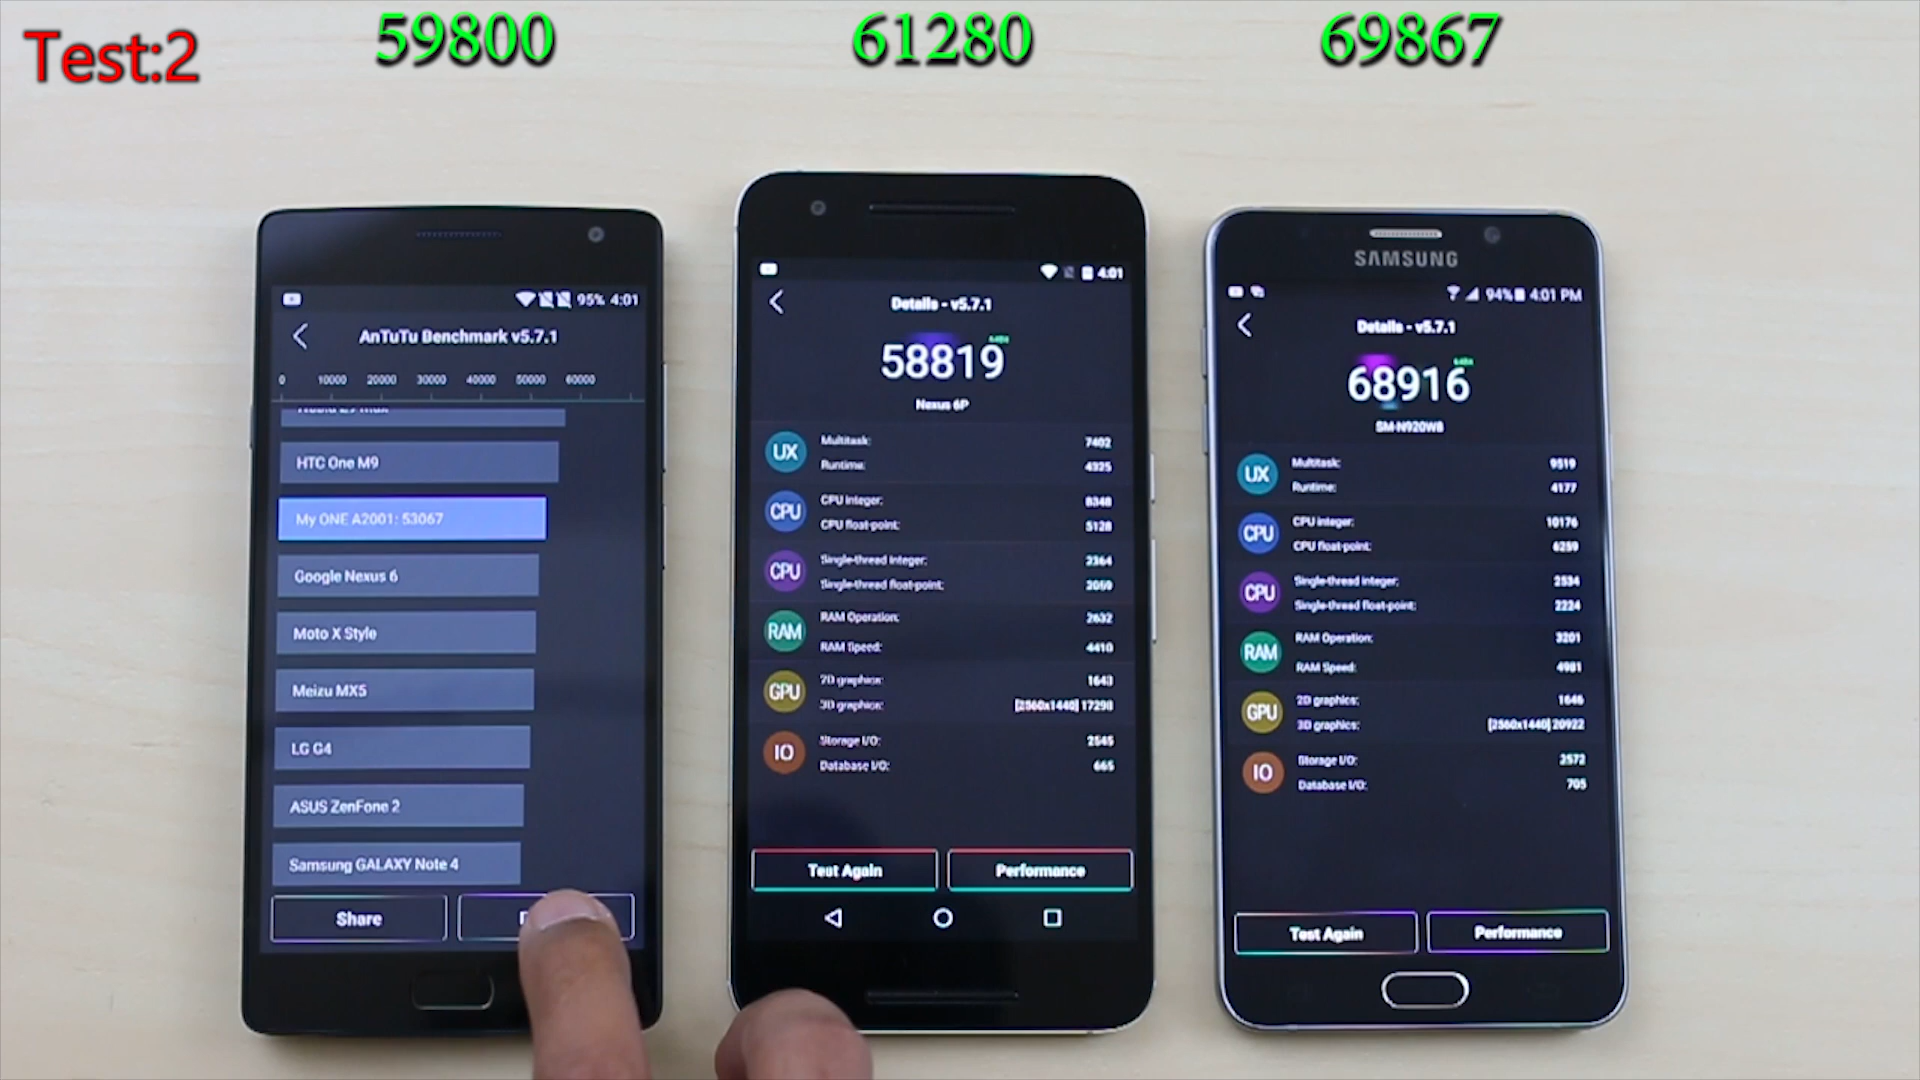 Test:2
59800
61280
69867
95% 4:01
AnTuTu Benchmark v5.7.1
0 10000 20000 30000 40000 50000 60000
HTC One M9
My ONE A2001: 53067
Google Nexus 6
Moto X Style
Meizu MX5
LG G4
ASUS ZenFone 2
Samsung GALAXY Note 4
Share
4:01
Details - v5.7.1
58819
Nexus 6P
UX
Multitask: 7402
Runtime: 4325
CPU
CPU integer: 8348
CPU float-point: 5128
CPU
Single-thread integer: 2364
Single-thread float-point: 2059
RAM
RAM Operation: 2632
RAM Speed: 4410
GPU
2D graphics: 1643
3D graphics: [2560x1440] 17298
IO
Storage I/O: 2545
Database I/O: 665
Test Again
Performance
SAMSUNG
94% 4:01 PM
Details - v5.7.1
68916
SM-N920W8
UX
Multitask: 9519
Runtime: 4177
CPU
CPU integer: 10176
CPU float-point: 6259
CPU
Single-thread integer: 2534
Single-thread float-point: 2224
RAM
RAM Operation: 3201
RAM Speed: 4981
GPU
2D graphics: 1646
3D graphics: [2560x1440] 20922
IO
Storage I/O: 2572
Database I/O: 705
Test Again
Performance